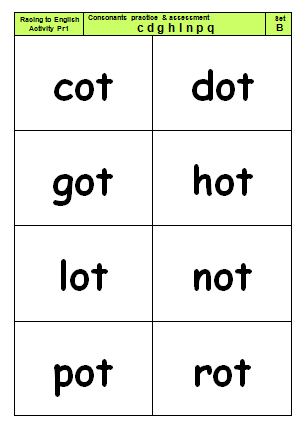 Racing to English
Activity Pr1
Consonants practice & assessment
c d g h l n p q
Set
B
cot dot
got hot
lot not
pot rot